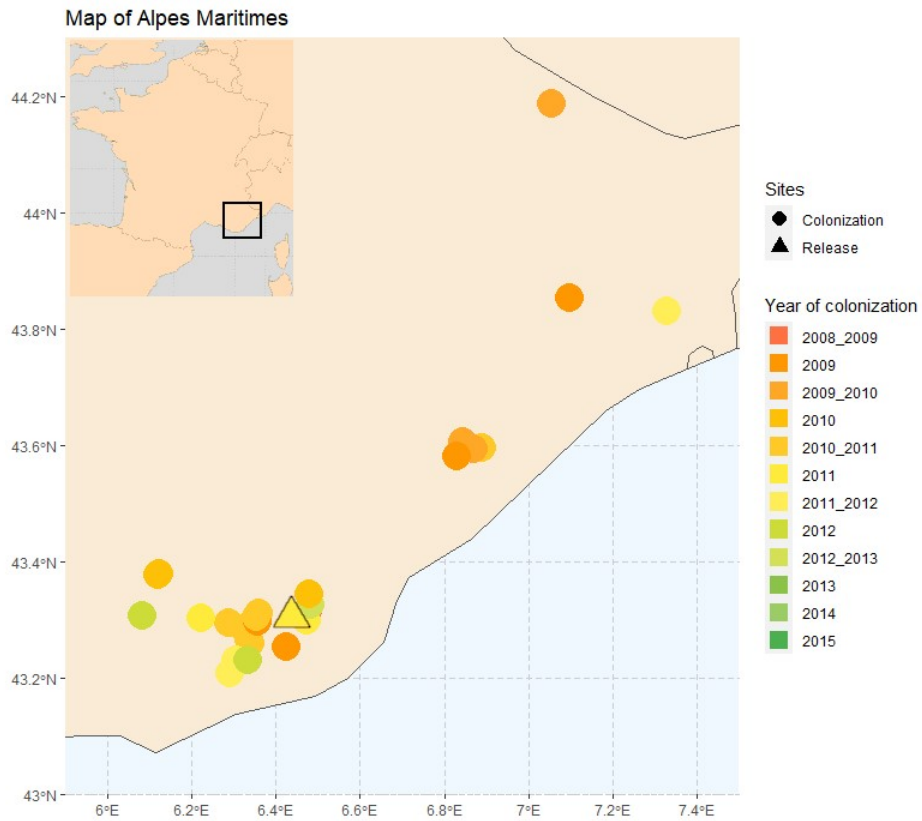 Map of Alpes Maritimes
44.2°N
44°N
43.8°N
43.6°N
43.4°N
43.2°N
43°N
6°E
6.2°E
6.4°E
6.6°E
6.8°E
7°E
7.2°E
7.4°E
Sites
Colonization
Release
Year of colonization
2008_2009
2009
2009_2010
2010
2010_2011
2011
2011_2012
2012
2012_2013
2013
2014
2015